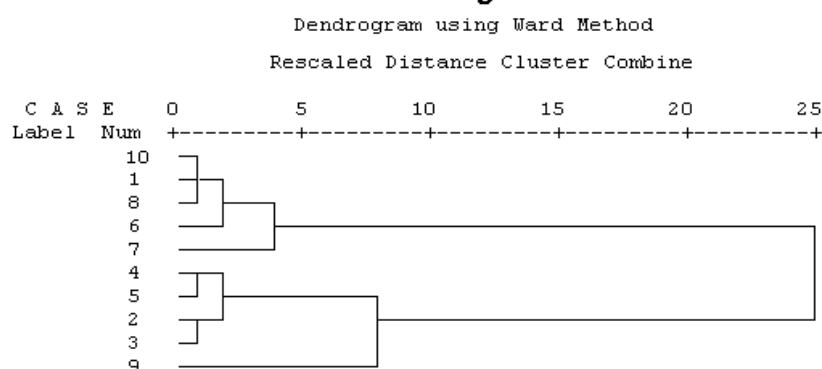 Dendrogram using Ward Method
Rescaled Distance Cluster Combine
C A S E 0 5 10 15 20 25
Label Num +---------+---------+---------+---------+---------+
10
1
8
6
7
4
5
2
3
9